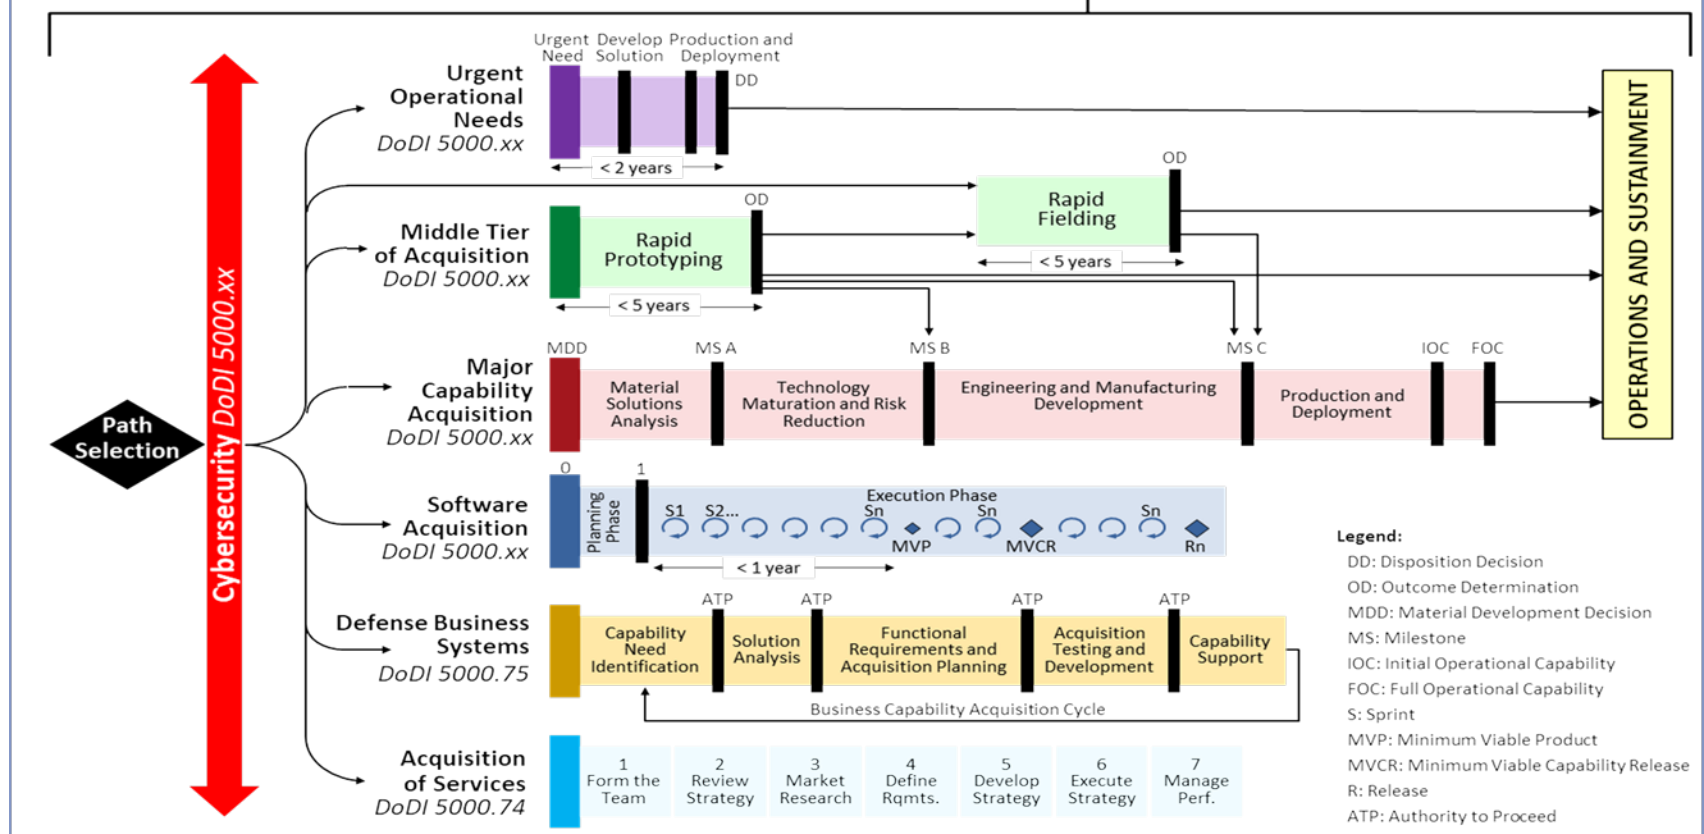 Path
Selection
Cybersecurity DoDI 5000.xx
Urgent
Need
Develop
Solution
Production and
Deployment
Urgent
Operational
Needs
DoDI 5000.xx
DD
< 2 years
Middle Tier
of Acquisition
DoDI 5000.xx
Rapid
Prototyping
OD
< 5 years
Rapid
Fielding
OD
< 5 years
Major
Capability
Acquisition
DoDI 5000.xx
MDD
MS A
MS B
MS C
IOC
FOC
Material
Solutions
Analysis
Technology
Maturation and Risk
Reduction
Engineering and Manufacturing
Development
Production and
Deployment
OPERATIONS AND SUSTAINMENT
Software
Acquisition
DoDI 5000.xx
0
1
Planning
Phase
Execution Phase
S1
S2...
Sn
Sn
Sn
MVP
MVCR
Rn
< 1 year
Defense Business
Systems
DoDI 5000.75
ATP
ATP
ATP
ATP
Capability
Need
Identification
Solution
Analysis
Functional
Requirements and
Acquisition Planning
Acquisition
Testing and
Development
Capability
Support
Business Capability Acquisition Cycle
Acquisition
of Services
DoDI 5000.74
1
Form the
Team
2
Review
Strategy
3
Market
Research
4
Define
Rqmts.
5
Develop
Strategy
6
Execute
Strategy
7
Manage
Perf.
Legend:
DD: Disposition Decision
OD: Outcome Determination
MDD: Material Development Decision
MS: Milestone
IOC: Initial Operational Capability
FOC: Full Operational Capability
S: Sprint
MVP: Minimum Viable Product
MVCR: Minimum Viable Capability Release
R: Release
ATP: Authority to Proceed